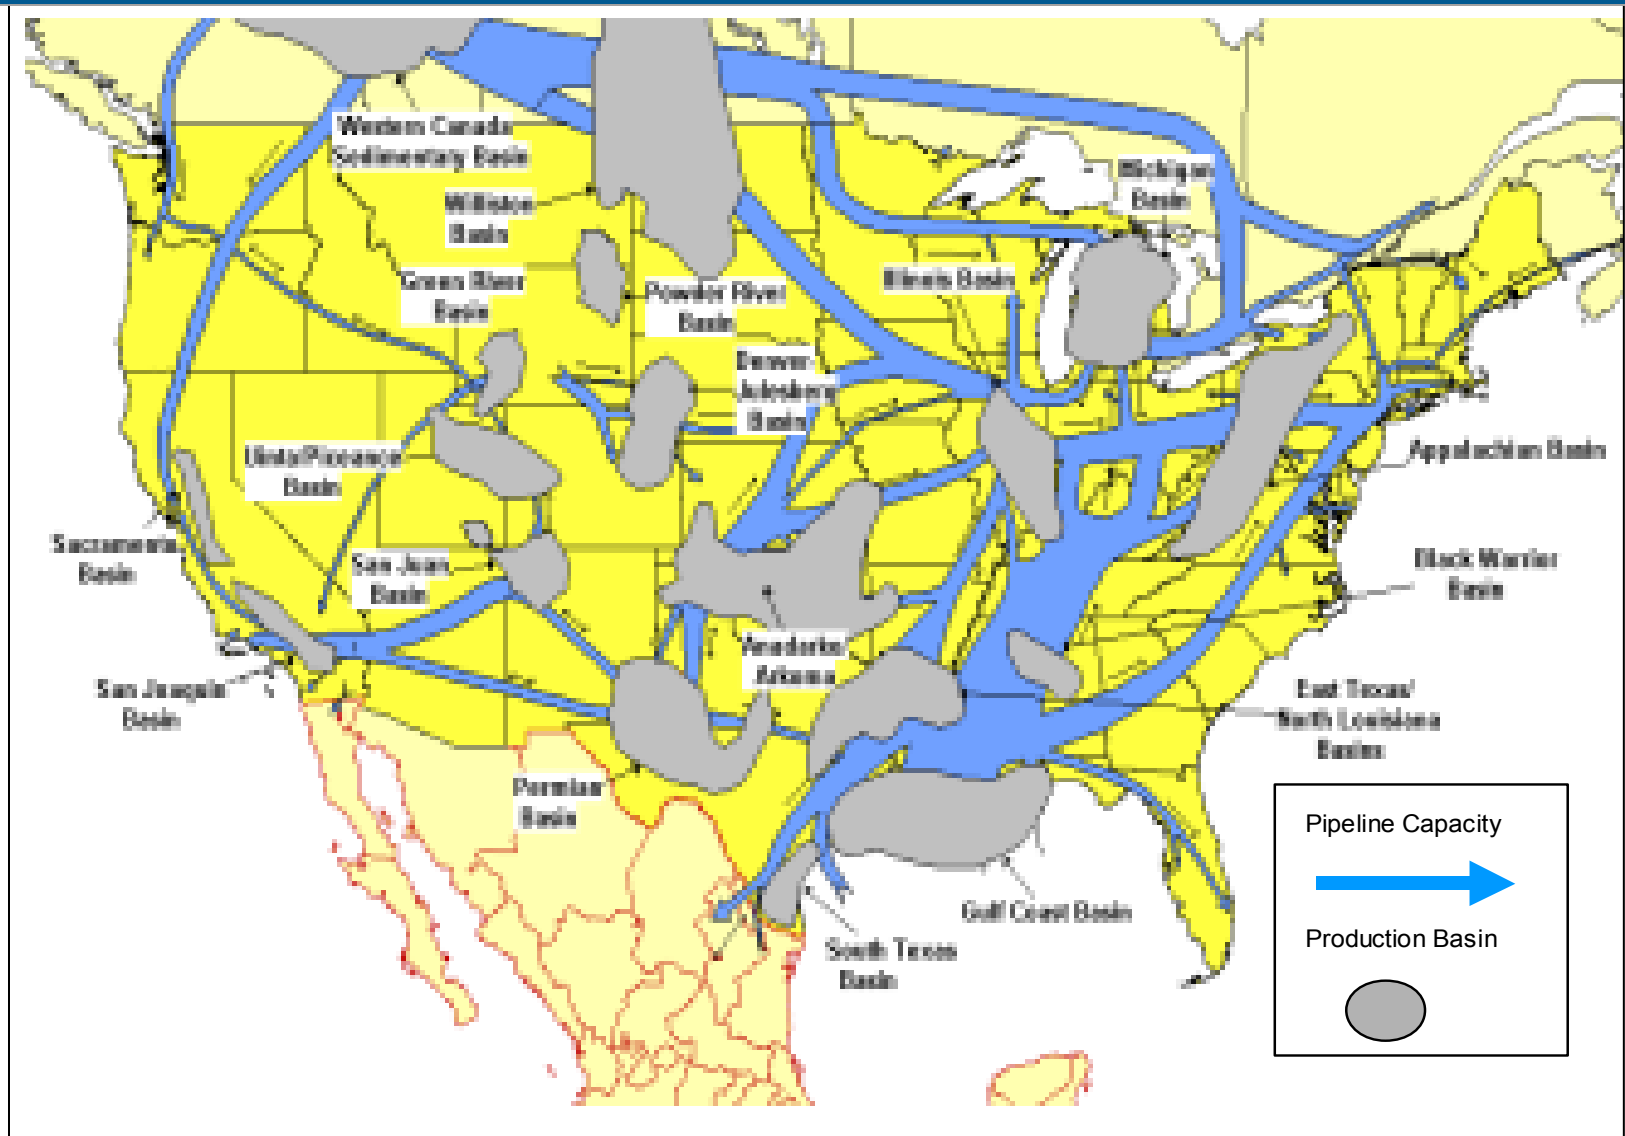 Western Canada
Sedimentary Basin
Williston
Basin
Michigan
Basin
Green River
Basin
Powder River
Basin
Illinois Basin
Denver-
Julesberg
Basin
Uinta/Piceance
Basin
Appalachian Basin
Sacramento
Basin
San Juan
Basin
Black Warrior
Basin
Anadarko
Arkoma
San Joaquin
Basin
East Texas/
North Louisiana
Basins
Permian
Basin
Gulf Coast Basin
South Texas
Basin
Pipeline Capacity
Production Basin